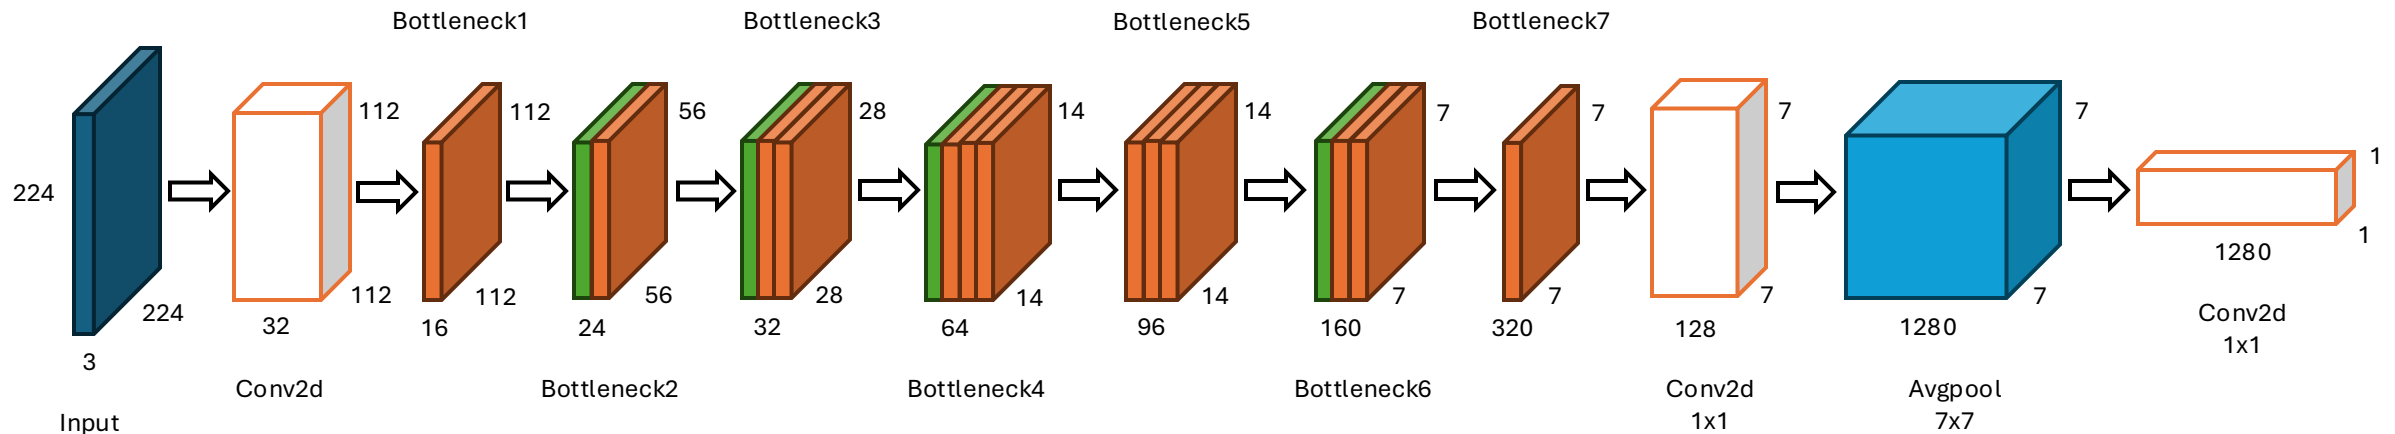 Bottleneck1
Bottleneck3
Bottleneck5
Bottleneck7
224
224
3
Input
112
112
32
Conv2d
112
112
16
56
56
24
Bottleneck2
28
28
32
14
14
64
Bottleneck4
14
14
96
7
7
160
Bottleneck6
7
7
320
7
7
128
Conv2d
1x1
7
7
1280
Avgpool
7x7
1
1
1280
Conv2d
1x1